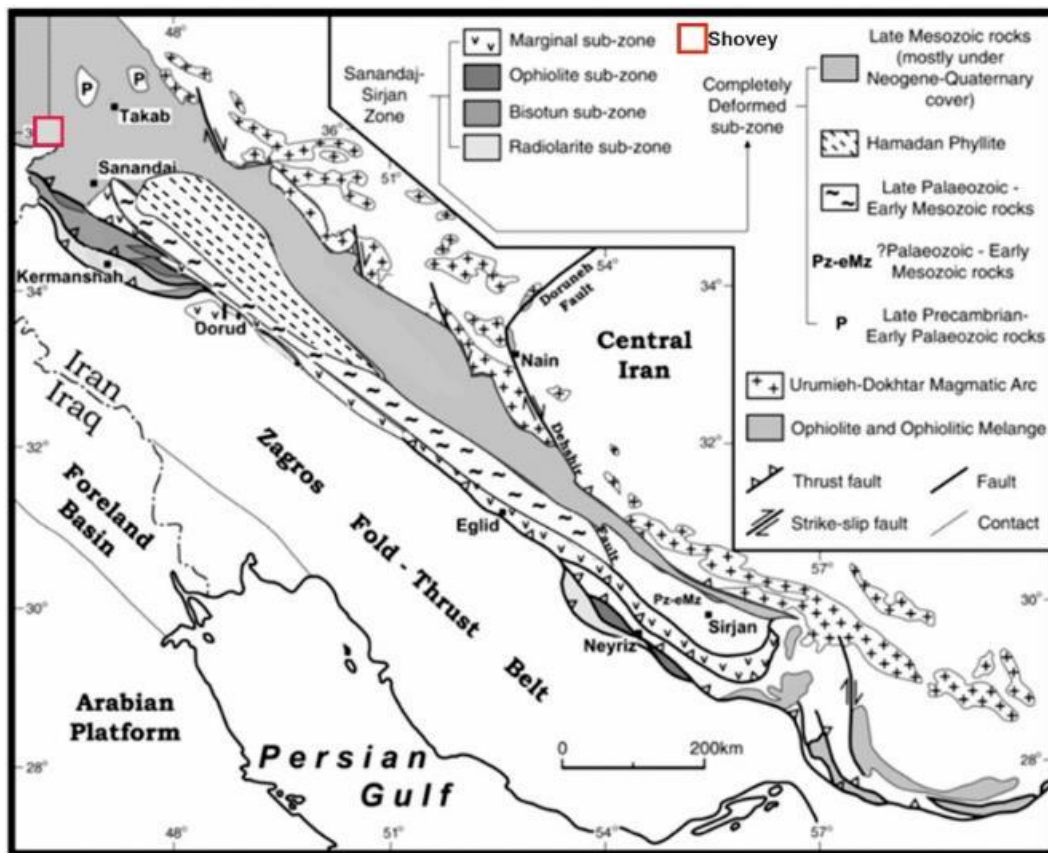 48°
Marginal sub-zone
Ophiolite sub-zone
Bisotun sub-zone
Radiolarite sub-zone
Sanandaj-
Sirjan
Zone
Shovey
Completely
Deformed
sub-zone
Late Mesozoic rocks
(mostly under
Neogene-Quaternary
cover)
Hamadan Phyllite
Late Palaeozoic -
Early Mesozoic rocks
Pz-eMz
?Palaeozoic - Early
Mesozoic rocks
P
Late Precambrian-
Early Palaeozoic rocks
Urumieh-Dokhtar Magmatic Arc
Ophiolite and Ophiolitic Melange
Thrust fault
Fault
Strike-slip fault
Contact
P
P
Takab
36°
51°
Sanandaj
Kermanshah
34°
Dorud
54°
Doruneh
Fault
34°
Nain
Central
Iran
Iran
Iraq
32°
Zagros
Fold - Thrust
Belt
Foreland
Basin
Dehshir
Fault
32°
Eglid
57°
30°
Pz-eMz
Sirjan
30°
Neyriz
Arabian
Platform
0
200km
Persian
Gulf
28°
28°
48°
51°
54°
57°